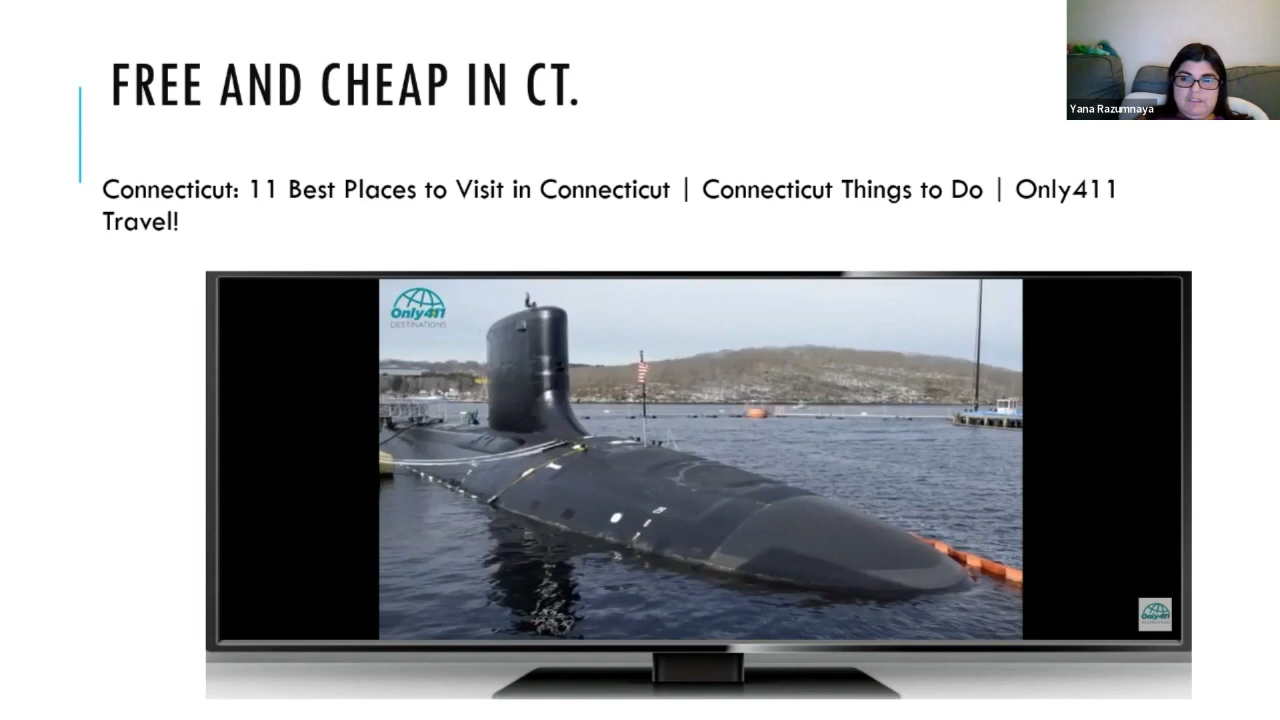 FREE AND CHEAP IN CT.
Yana Razumnaya
Connecticut: 11 Best Places to Visit in Connecticut | Connecticut Things to Do | Only411
Travel!
Only411
DESTINATIONS
Only411